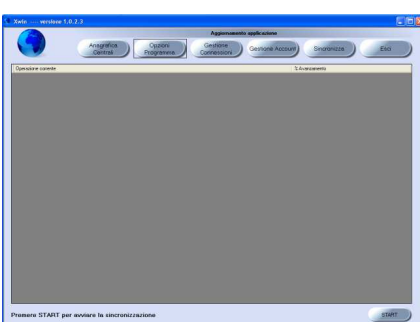 Xwin ---- versione 1.0.2.3
Aggiornamento applicazione
Anagrafica
Centrali
Opzioni
Programma
Gestione
Connessioni
Gestione Account
Sincronizza
Esci
Operazione corrente
% Avanzamento
Premere START per avviare la sincronizzazione
START